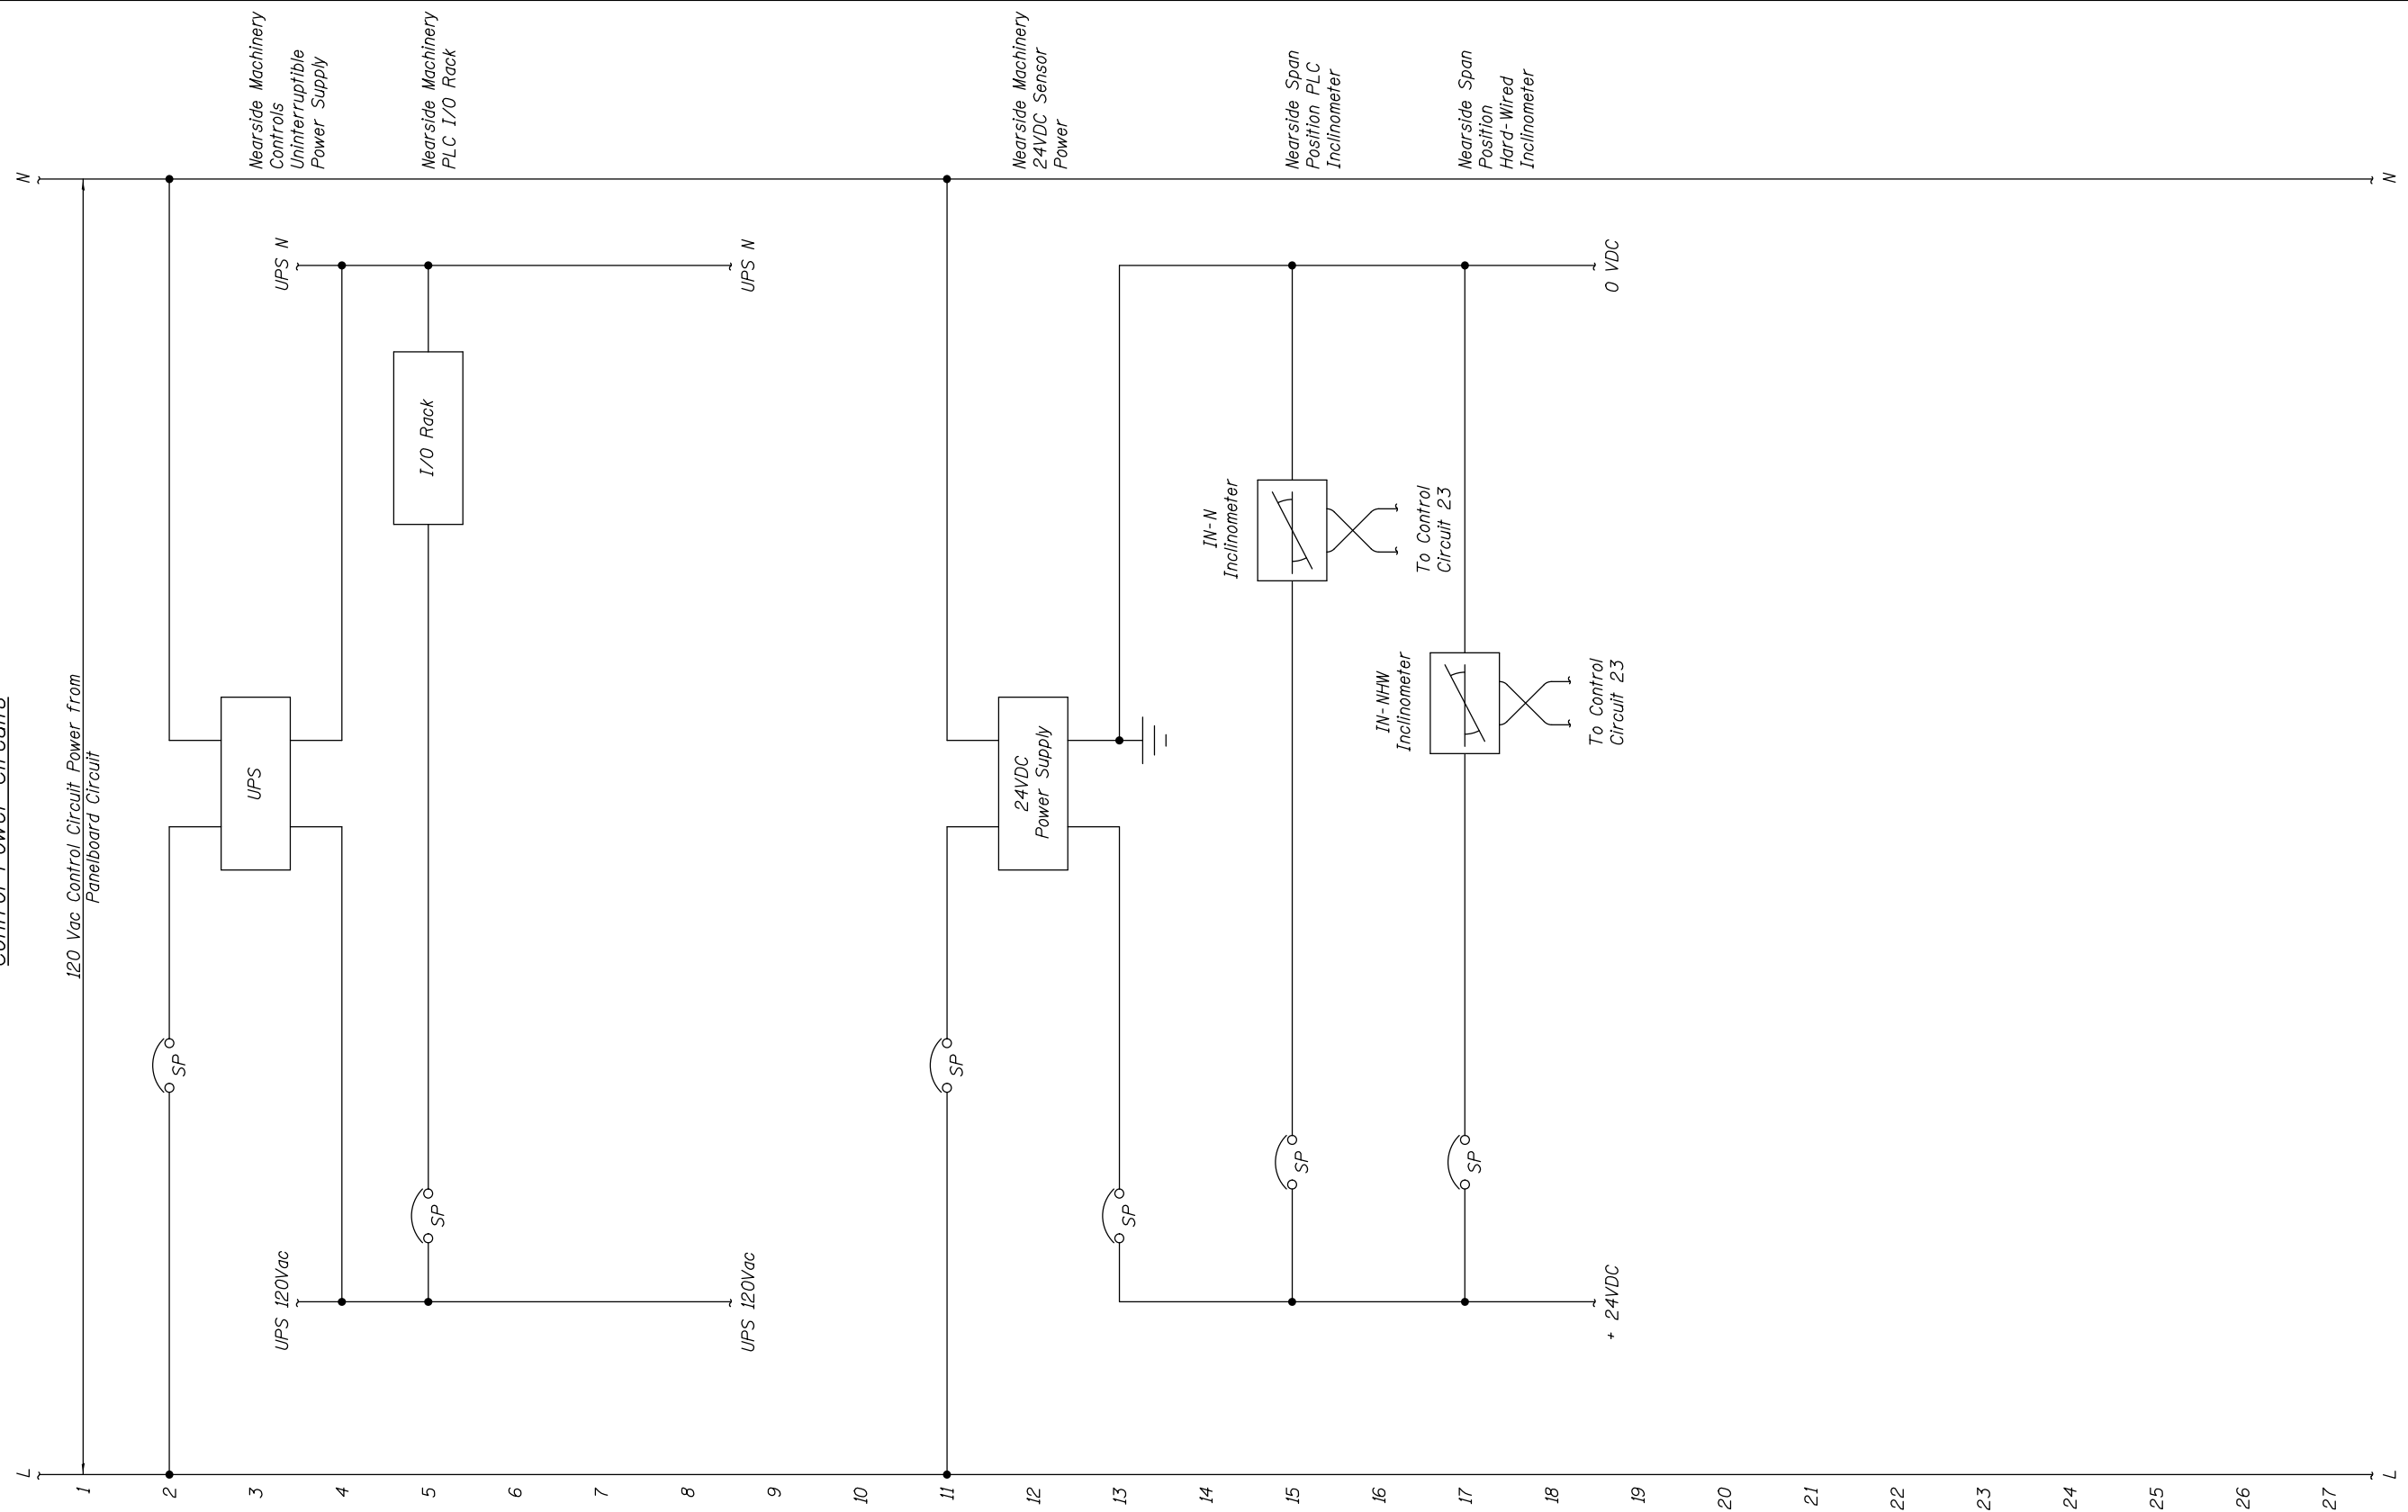 120 Vac Control Circuit Power from
Panelboard Circuit
L
N
1
2
SP
3
UPS
Nearside Machinery
Controls
Uninterruptible
Power Supply
UPS 120Vac
UPS N
4
5
SP
I/O Rack
Nearside Machinery
PLC I/O Rack
6
7
8
UPS 120Vac
UPS N
9
10
11
SP
12
24VDC
Power Supply
Nearside Machinery
24VDC Sensor
Power
13
SP
14
IN-N
Inclinometer
15
SP
Nearside Span
Position PLC
Inclinometer
16
To Control
Circuit 23
IN-NHW
Inclinometer
17
SP
Nearside Span
Position
Hard-Wired
Inclinometer
18
To Control
Circuit 23
+ 24VDC
0 VDC
19
20
21
22
23
24
25
26
27
L
N